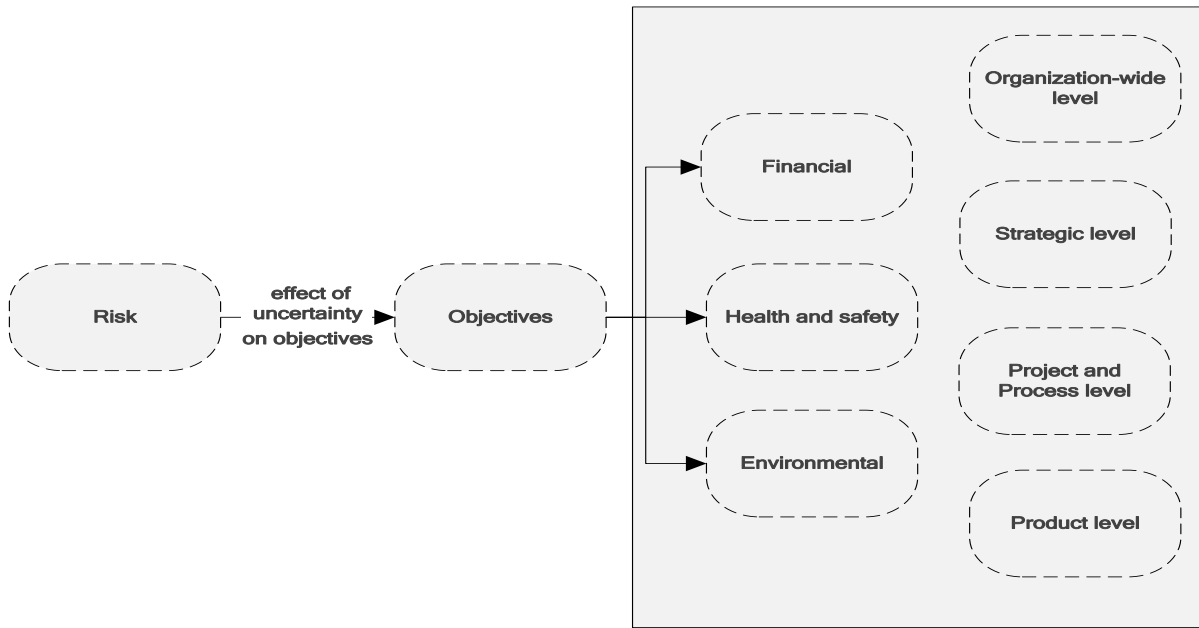 Risk
effect of
uncertainty
on objectives
Objectives
Financial
Health and safety
Environmental
Organization-wide
level
Strategic level
Project and
Process level
Product level